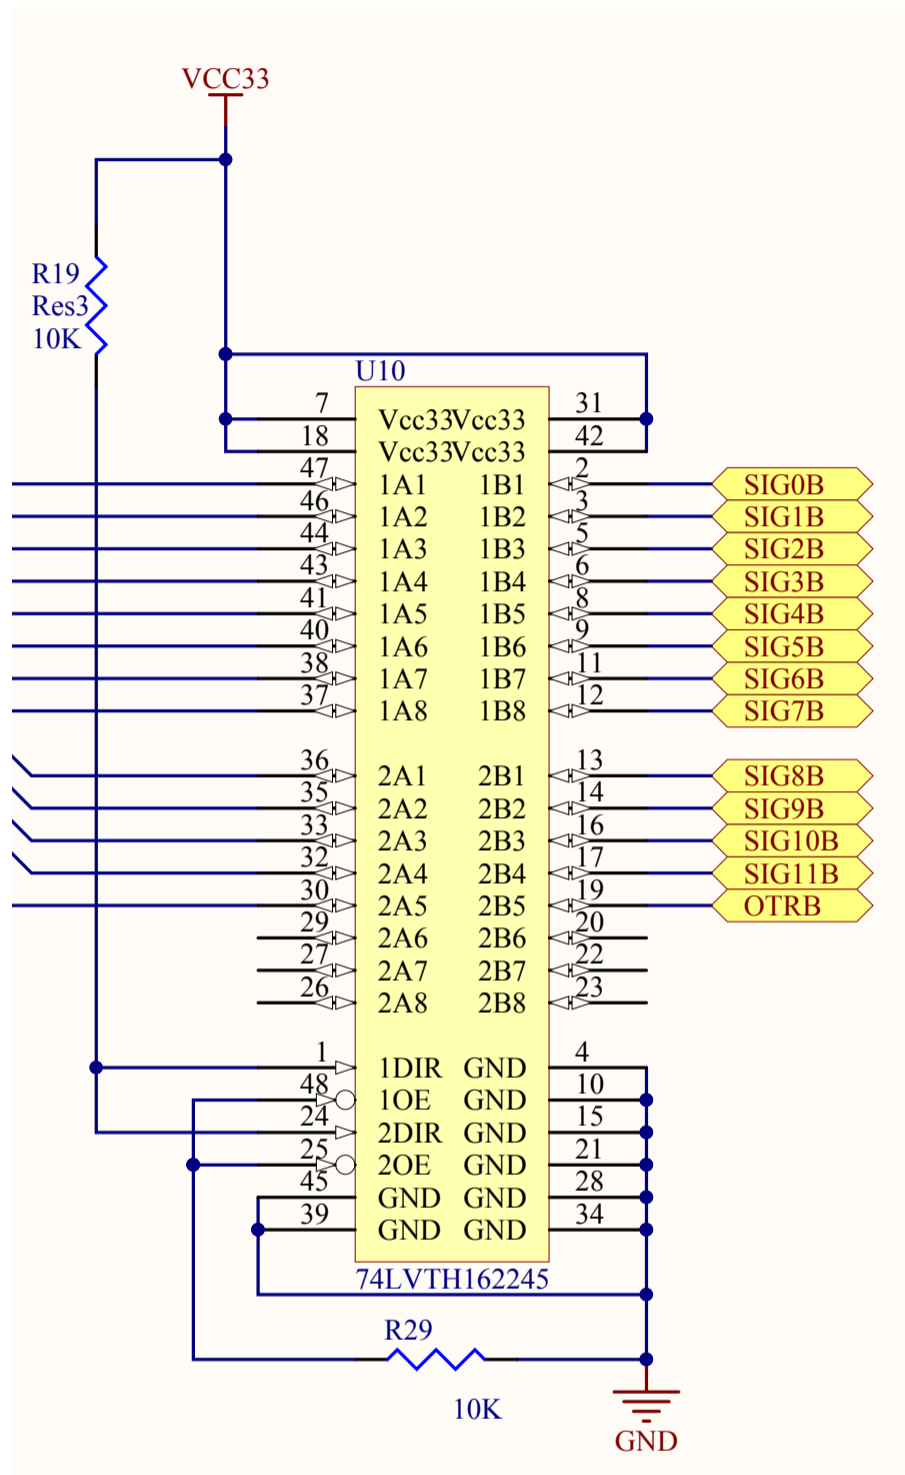 VCC33
R19
Res3
10K
U10
7 Vcc33 Vcc33 31
18 Vcc33 Vcc33 42
47 1A1 1B1 2 SIG0B
46 1A2 1B2 3 SIG1B
44 1A3 1B3 5 SIG2B
43 1A4 1B4 6 SIG3B
41 1A5 1B5 8 SIG4B
40 1A6 1B6 9 SIG5B
38 1A7 1B7 11 SIG6B
37 1A8 1B8 12 SIG7B
36 2A1 2B1 13 SIG8B
35 2A2 2B2 14 SIG9B
33 2A3 2B3 16 SIG10B
32 2A4 2B4 17 SIG11B
30 2A5 2B5 19 OTRB
29 2A6 2B6 20
27 2A7 2B7 22
26 2A8 2B8 23
1 1DIR GND 4
48 1OE GND 10
24 2DIR GND 15
25 2OE GND 21
45 GND GND 28
39 GND GND 34
74LVTH162245
R29
10K
GND